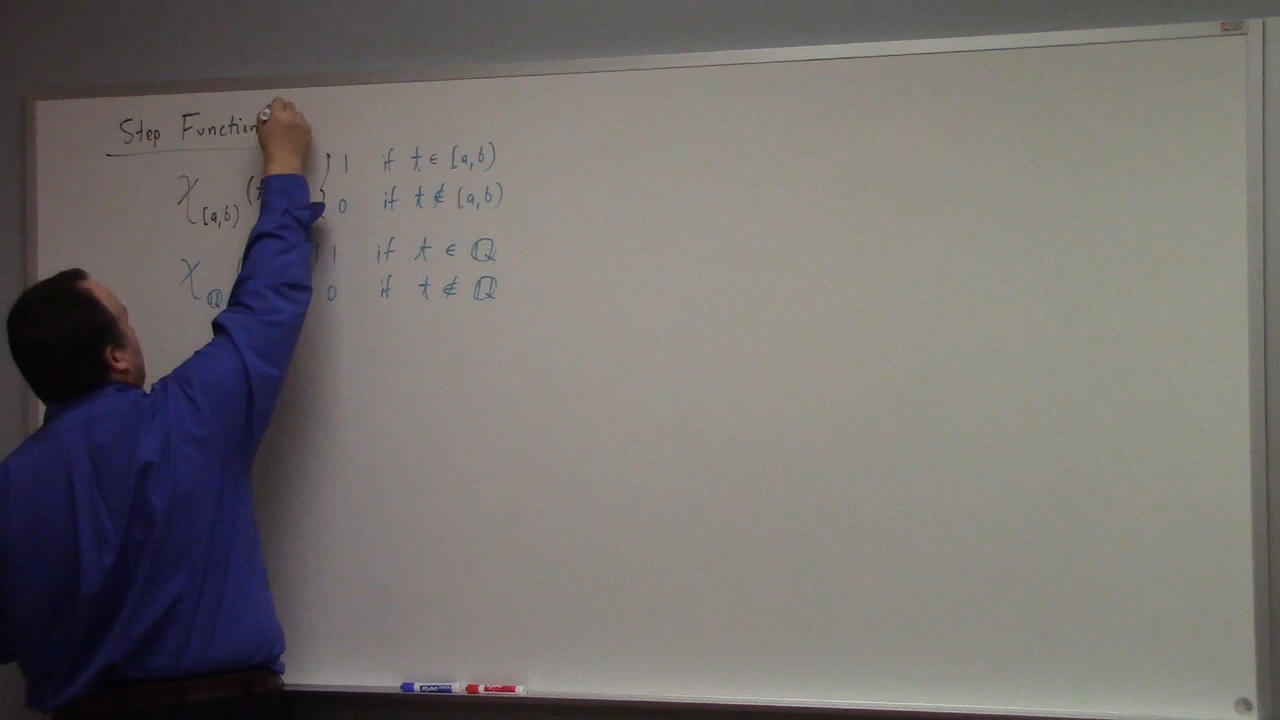 Step Function
χ[a,b) (t 1 if t ∈ [a,b)
0 if t ∉ [a,b)
χℚ 1 if t ∈ ℚ
0 if t ∉ ℚ